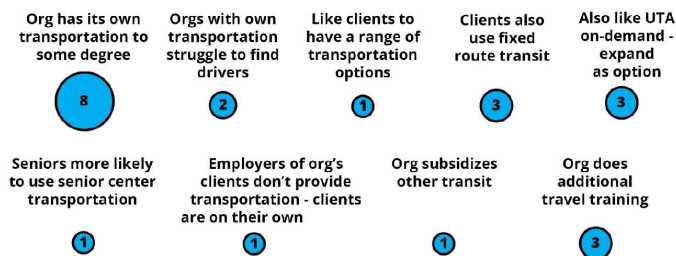 Org has its own
transportation to
some degree
8
Orgs with own
transportation
struggle to find
drivers
2
Like clients to
have a range of
transportation
options
1
Clients also
use fixed
route transit
3
Also like UTA
on-demand -
expand
as option
3
Seniors more likely
to use senior center
transportation
1
Employers of org’s
clients don’t provide
transportation - clients
are on their own
1
Org subsidizes
other transit
1
Org does
additional
travel training
3